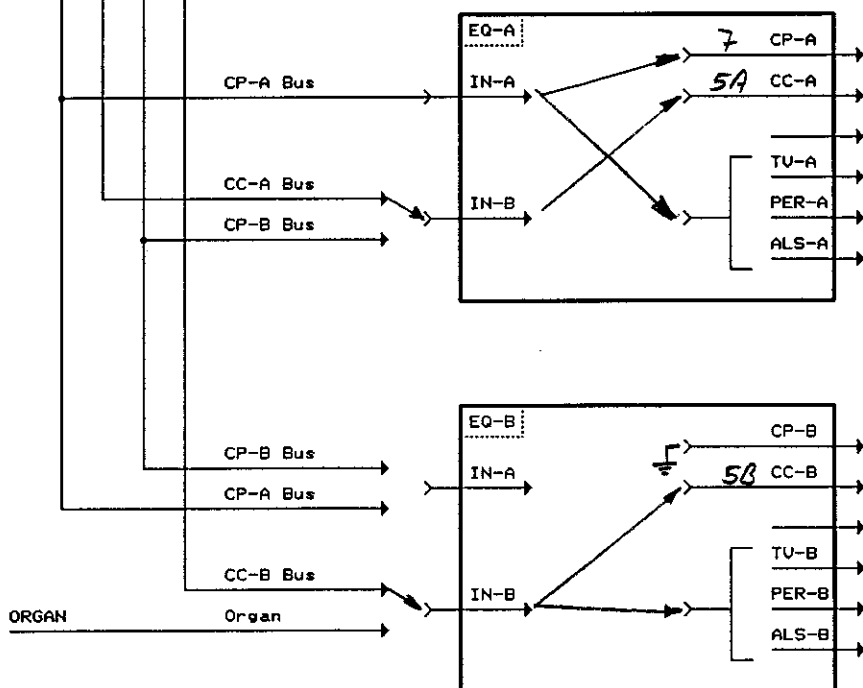 EQ-A
7 CP-A
CP-A Bus IN-A 5A CC-A
TV-A
CC-A Bus IN-B PER-A
CP-B Bus
ALS-A
EQ-B
CP-B
CP-B Bus IN-A 5B CC-B
CP-A Bus
TV-B
CC-B Bus IN-B PER-B
ORGAN Organ
ALS-B